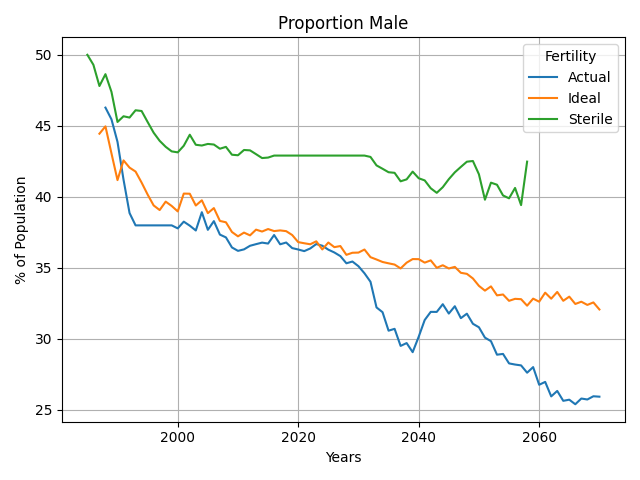 Proportion Male
Fertility
Actual
Ideal
Sterile
% of Population
50
45
40
35
30
25
2000 2020 2040 2060
Years